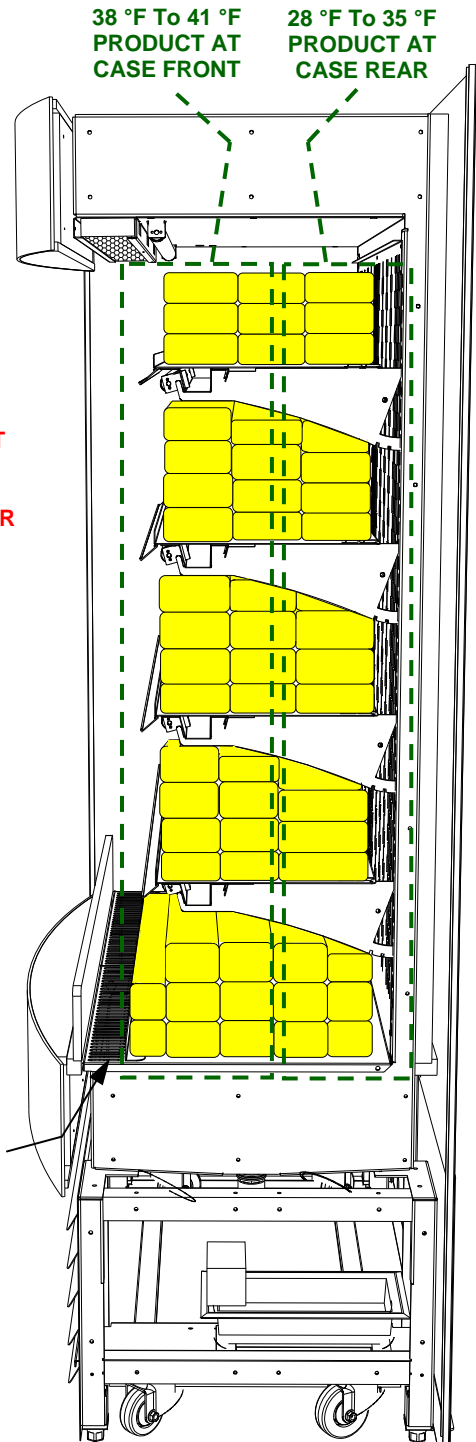 38 °F To 41 °F
PRODUCT AT
CASE FRONT
28 °F To 35 °F
PRODUCT AT
CASE REAR
T
R